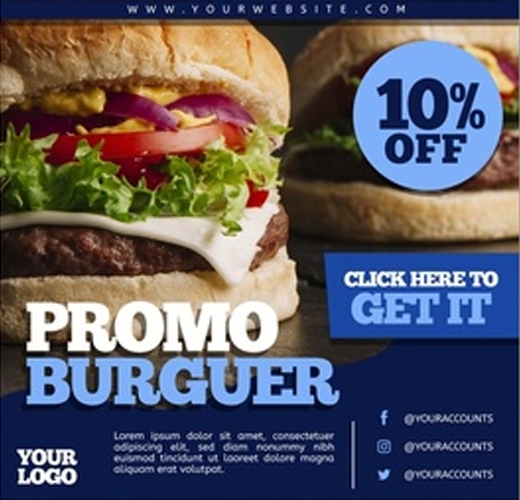 WWW.YOURWEBSITE.COM
10%
OFF
CLICK HERE TO
GET IT
PROMO
BURGUER
Lorem ipsum dolor sit amet, consectetuer
adipiscing elit, sed diam nonummy nibh
euismod tincidunt ut laoreet dolore magna
aliquam erat volutpat.
YOUR
LOGO
@YOURACCOUNTS
@YOURACCOUNTS
@YOURACCOUNTS